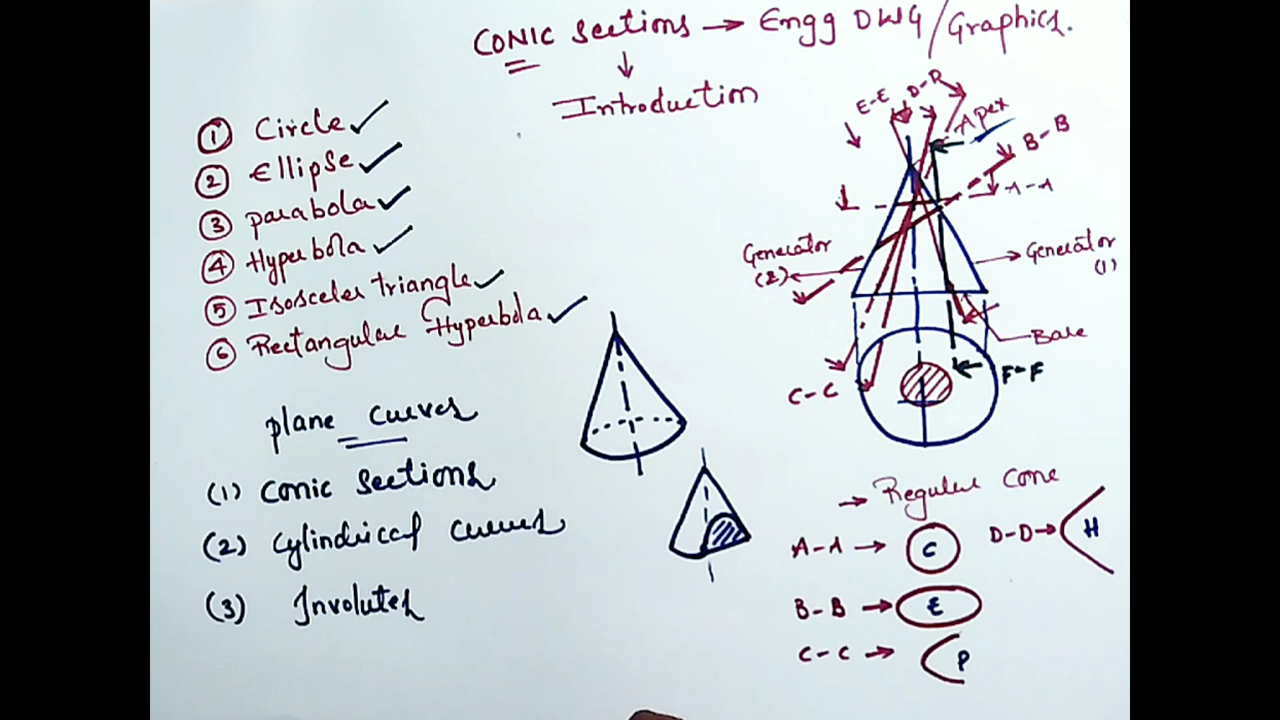 CONIC Sections → Engg DWG/Graphics.
↓
Introduction
① Circle ✓
② Ellipse ✓
③ parabola ✓
④ Hyperbola ✓
⑤ Isosceles triangle ✓
⑥ Rectangular Hyperbola ✓
plane curves
(1) Conic Sections
(2) Cylindrical curves
(3) Involutes
E-E
D-D
Apex
B-B
A-A
Generator
(2)
Generator
(1)
Base
C-C
F-F
→ Regular Cone
A-A → C
D-D → H
B-B → E
C-C → P